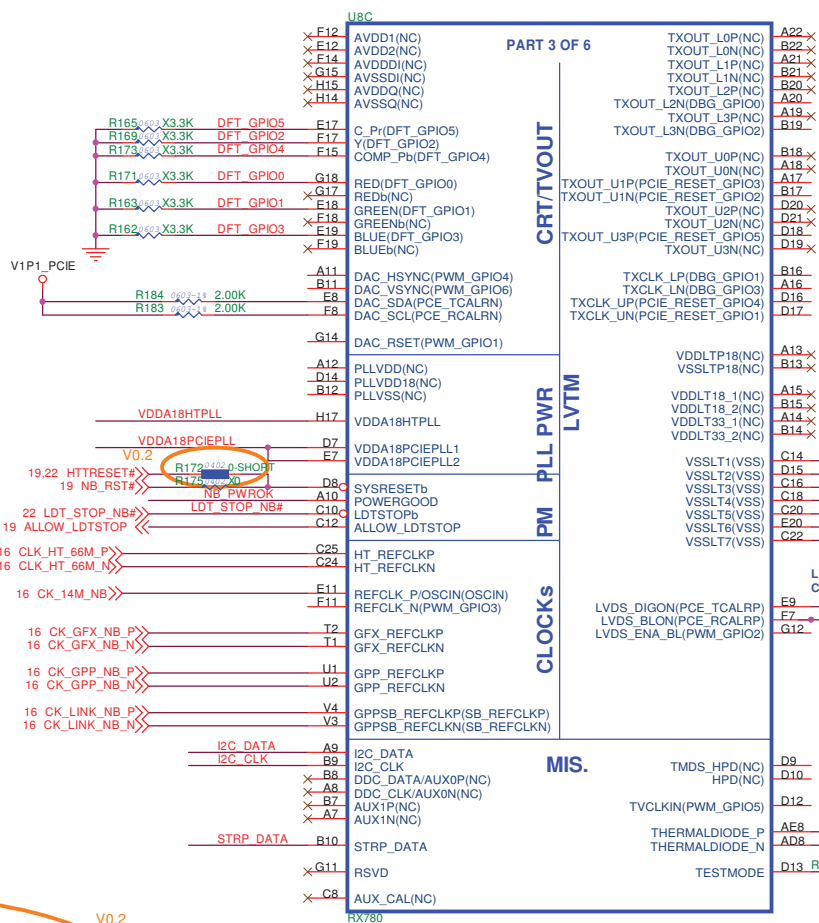 U8C
PART 3 OF 6
CRT/TVOUT
F12 AVDD1(NC)
E12 AVDD2(NC)
F14 AVDDDI(NC)
G15 AVSSDI(NC)
H15 AVDDQ(NC)
H14 AVSSQ(NC)
R165 0603 X3.3K DFT_GPIO5 E17 C_Pr(DFT_GPIO5)
R169 0603 X3.3K DFT_GPIO2 F17 Y(DFT_GPIO2)
R173 0603 X3.3K DFT_GPIO4 F15 COMP_Pb(DFT_GPIO4)
R171 0603 X3.3K DFT_GPIO0 G18 RED(DFT_GPIO0)
G17 REDb(NC)
R163 0603 X3.3K DFT_GPIO1 E18 GREEN(DFT_GPIO1)
F18 GREENb(NC)
R162 0603 X3.3K DFT_GPIO3 E19 BLUE(DFT_GPIO3)
F19 BLUEb(NC)
V1P1_PCIE
A11 DAC_HSYNC(PWM_GPIO4)
B11 DAC_VSYNC(PWM_GPIO6)
R184 0603-1% 2.00K E8 DAC_SDA(PCE_TCALRN)
R183 0603-1% 2.00K F8 DAC_SCL(PCE_RCALRN)
G14 DAC_RSET(PWM_GPIO1)
PLL PWR
A12 PLLVDD(NC)
D14 PLLVDD18(NC)
B12 PLLVSS(NC)
VDDA18HTPLL H17 VDDA18HTPLL
VDDA18PCIEPLL D7 VDDA18PCIEPLL1
E7 VDDA18PCIEPLL2
V0.2
PM
19,22 HTTRESET# R172 0402 0-SHORT
19 NB_RST# R175 0402 X0 D8 SYSRESETb
NB_PWROK A10 POWERGOOD
22 LDT_STOP_NB# LDT_STOP_NB# C10 LDTSTOPb
19 ALLOW_LDTSTOP C12 ALLOW_LDTSTOP
CLOCKs
16 CLK_HT_66M_P C25 HT_REFCLKP
16 CLK_HT_66M_N C24 HT_REFCLKN
16 CK_14M_NB E11 REFCLK_P/OSCIN(OSCIN)
F11 REFCLK_N(PWM_GPIO3)
16 CK_GFX_NB_P T2 GFX_REFCLKP
16 CK_GFX_NB_N T1 GFX_REFCLKN
16 CK_GPP_NB_P U1 GPP_REFCLKP
16 CK_GPP_NB_N U2 GPP_REFCLKN
16 CK_LINK_NB_P V4 GPPSB_REFCLKP(SB_REFCLKP)
16 CK_LINK_NB_N V3 GPPSB_REFCLKN(SB_REFCLKN)
MIS.
I2C_DATA A9 I2C_DATA
I2C_CLK B9 I2C_CLK
B8 DDC_DATA/AUX0P(NC)
A8 DDC_CLK/AUX0N(NC)
B7 AUX1P(NC)
A7 AUX1N(NC)
STRP_DATA B10 STRP_DATA
G11 RSVD
C8 AUX_CAL(NC)
RX780
V0.2
LVTM
TXOUT_L0P(NC) A22
TXOUT_L0N(NC) B22
TXOUT_L1P(NC) A21
TXOUT_L1N(NC) B21
TXOUT_L2P(NC) B20
TXOUT_L2N(DBG_GPIO0) A20
TXOUT_L3P(NC) A19
TXOUT_L3N(DBG_GPIO2) B19
TXOUT_U0P(NC) B18
TXOUT_U0N(NC) A18
TXOUT_U1P(PCIE_RESET_GPIO3) A17
TXOUT_U1N(PCIE_RESET_GPIO2) B17
TXOUT_U2P(NC) D20
TXOUT_U2N(NC) D21
TXOUT_U3P(PCIE_RESET_GPIO5) D18
TXOUT_U3N(NC) D19
TXCLK_LP(DBG_GPIO1) B16
TXCLK_LN(DBG_GPIO3) A16
TXCLK_UP(PCIE_RESET_GPIO4) D16
TXCLK_UN(PCIE_RESET_GPIO1) D17
VDDLTP18(NC) A13
VSSLTP18(NC) B13
VDDLT18_1(NC) A15
VDDLT18_2(NC) B15
VDDLT33_1(NC) A14
VDDLT33_2(NC) B14
VSSLT1(VSS) C14
VSSLT2(VSS) D15
VSSLT3(VSS) C16
VSSLT4(VSS) C18
VSSLT5(VSS) C20
VSSLT6(VSS) E20
VSSLT7(VSS) C22
L
C
LVDS_DIGON(PCE_TCALRP) E9
LVDS_BLON(PCE_RCALRP) F7
LVDS_ENA_BL(PWM_GPIO2) G12
TMDS_HPD(NC) D9
HPD(NC) D10
TVCLKIN(PWM_GPIO5) D12
THERMALDIODE_P AE8
THERMALDIODE_N AD8
TESTMODE D13 R